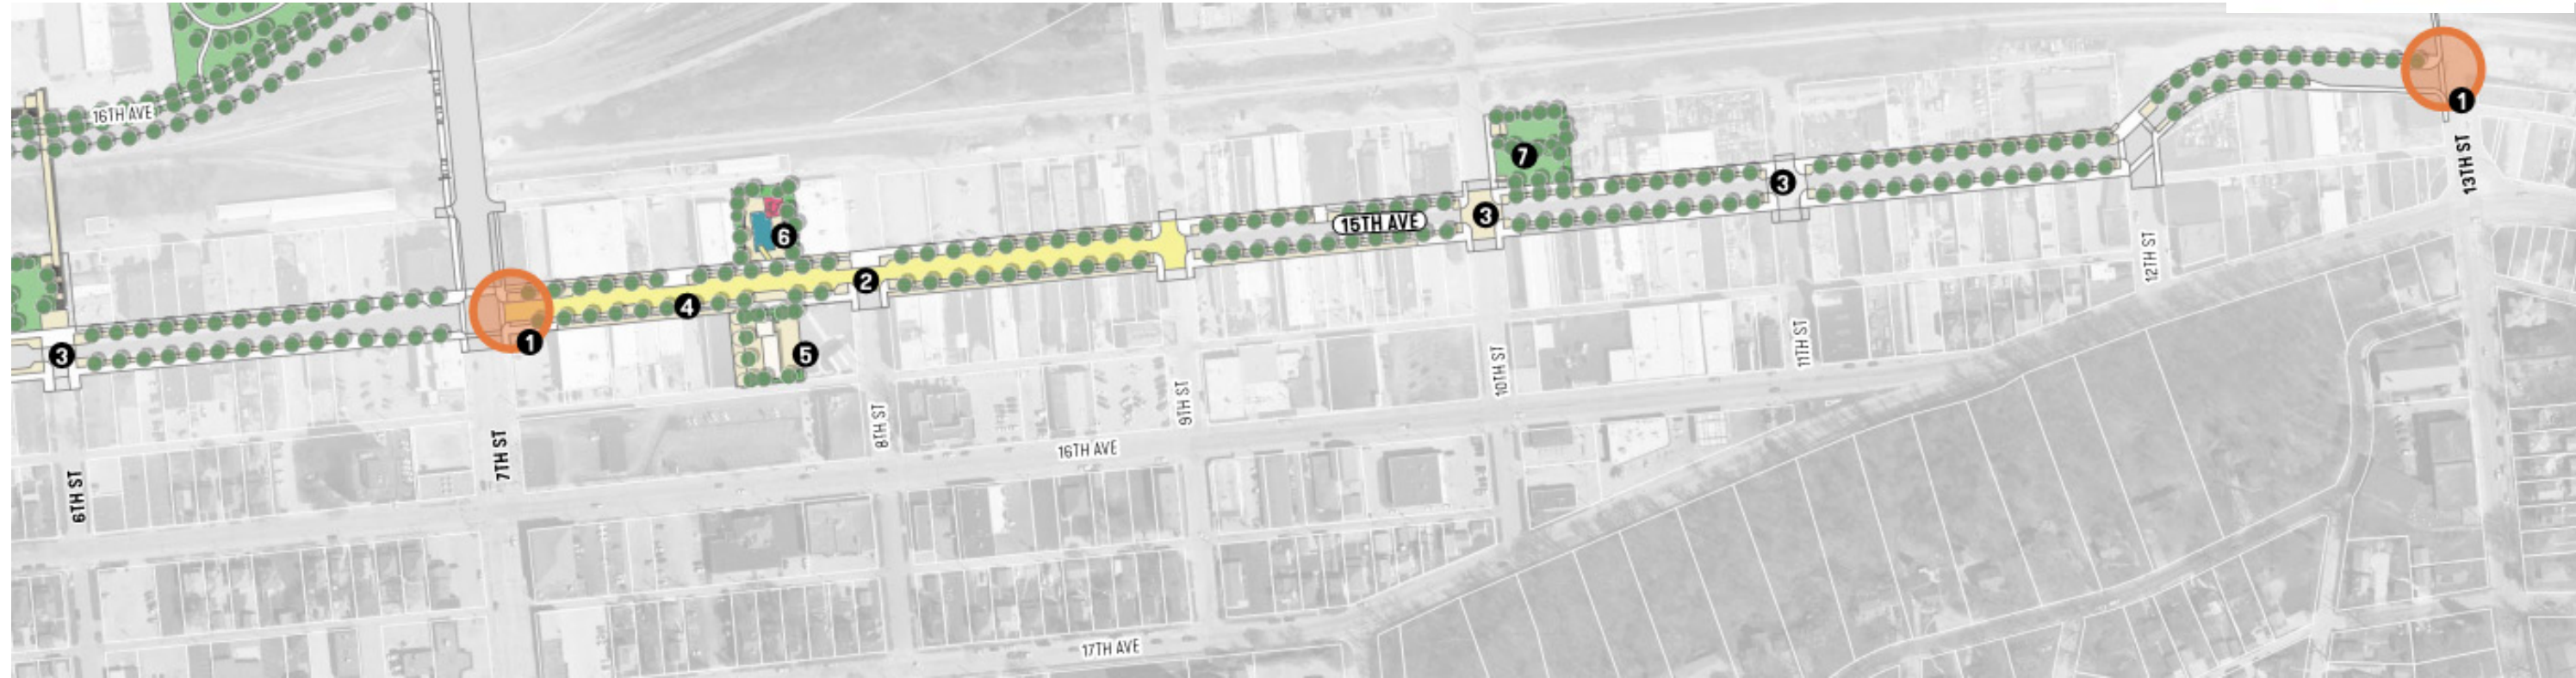 16TH AVE
1
13TH ST
7
3
15TH AVE
3
6
2
4
1
3
5
12TH ST
11TH ST
10TH ST
9TH ST
8TH ST
16TH AVE
7TH ST
6TH ST
17TH AVE